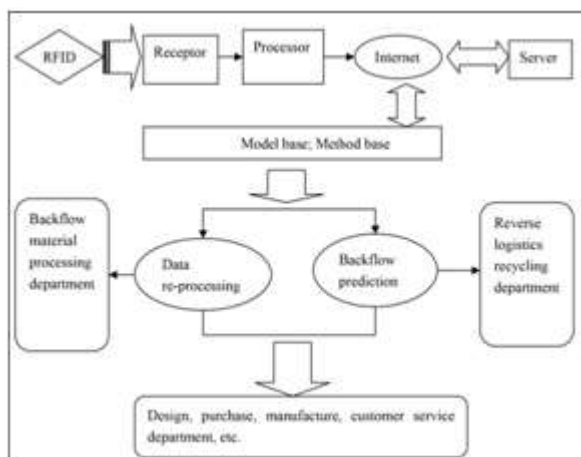 RFID
Receptor
Processor
Internet
Server
Model base; Method base
Backflow
material
processing
department
Data
re-processing
Backflow
prediction
Reverse
logistics
recycling
department
Design, purchase, manufacture, customer service
department, etc.